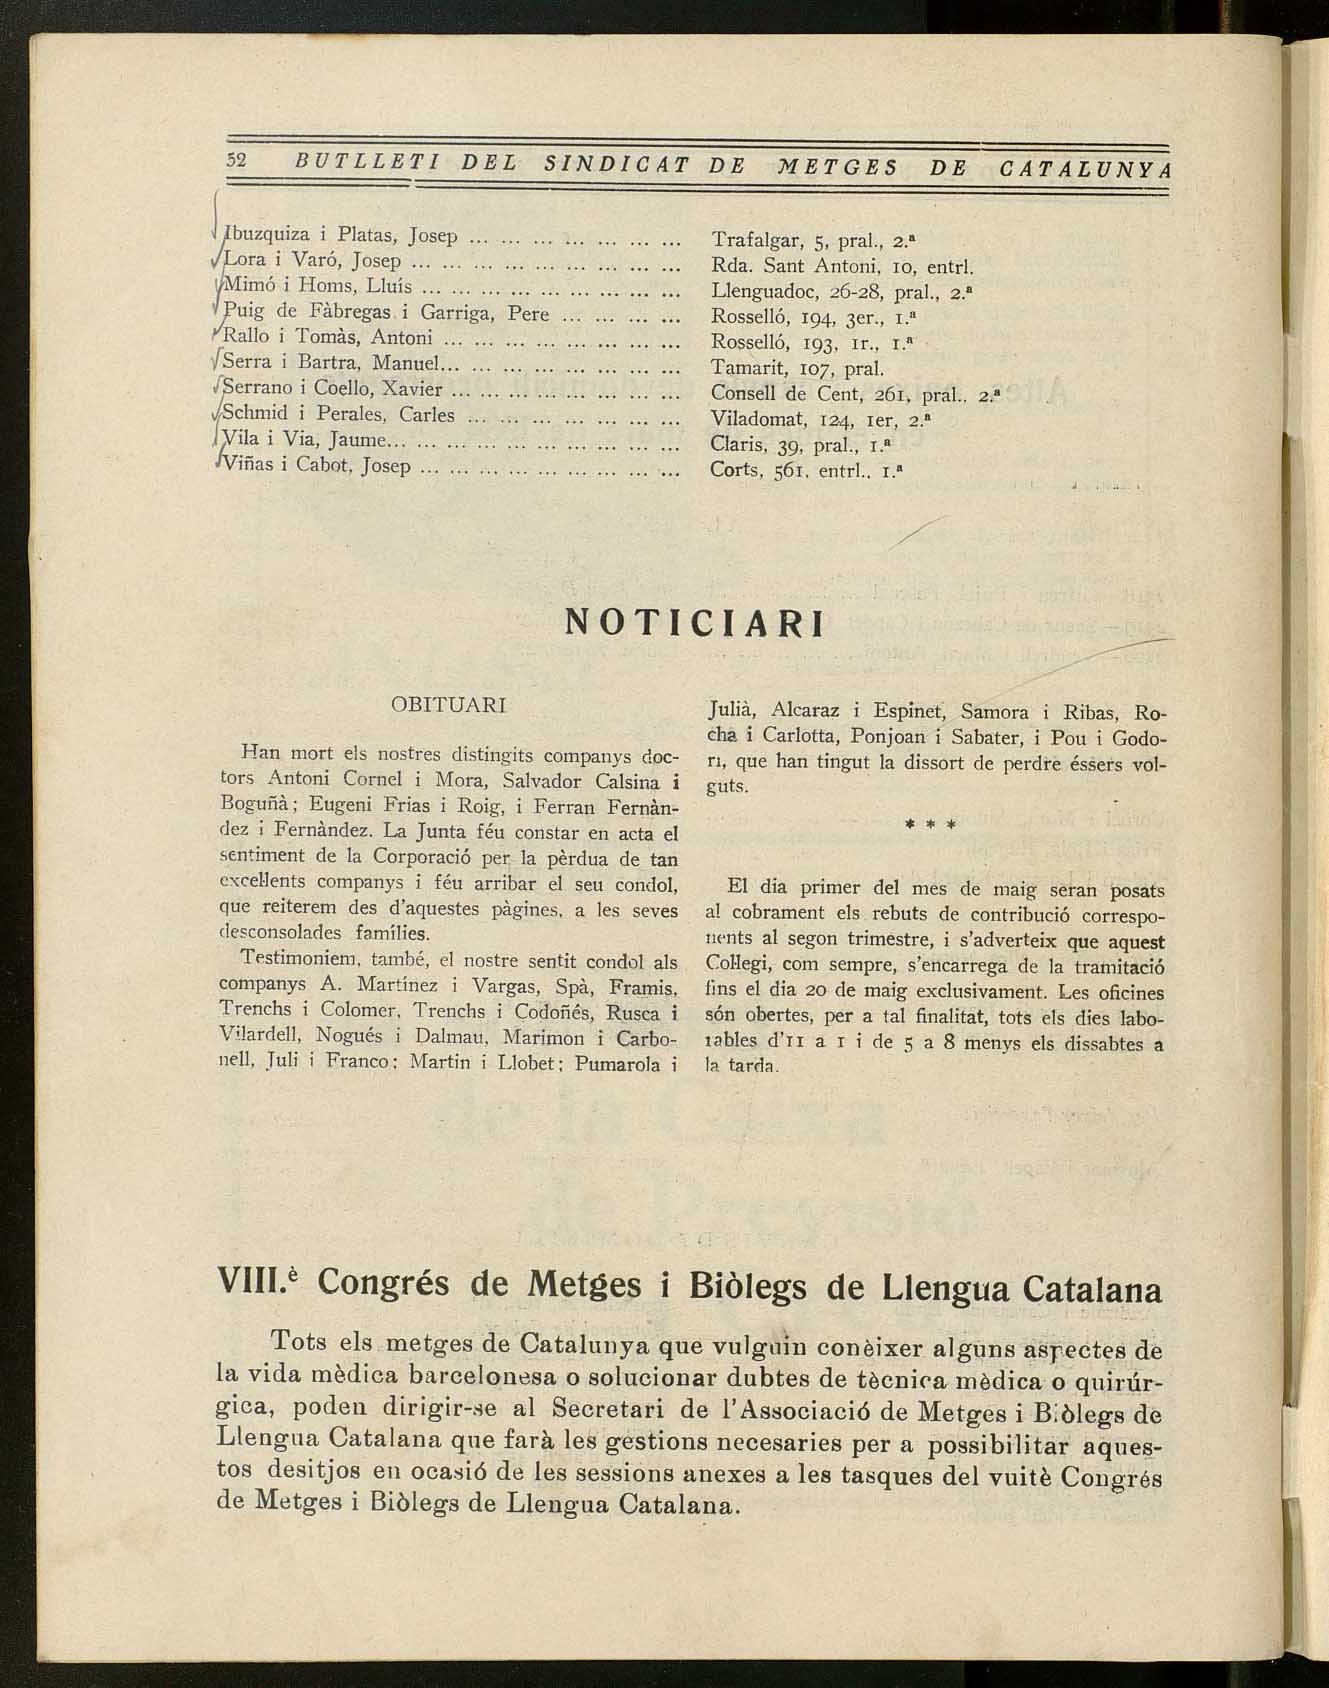 52 BUTLLETI DEL SINDICAT DE METGES DE CATALUNYA
Ibuzquiza i Platas, Josep ... ... ... ... ... ... ... Trafalgar, 5, pral., 2.ª
Lora i Varó, Josep ... ... ... ... ... ... ... ... ... Rda. Sant Antoni, 10, entrl.
Mimó i Homs, Lluís ... ... ... ... ... ... ... ... ... Llenguadoc, 26-28, pral., 2.ª
Puig de Fàbregas i Garriga, Pere ... ... ... ... Rosselló, 194, 3er., 1.ª
Rallo i Tomàs, Antoni ... ... ... ... ... ... ... ... Rosselló, 193, 1r., 1.ª
Serra i Bartra, Manuel... ... ... ... ... ... ... ... Tamarit, 107, pral.
Serrano i Coello, Xavier ... ... ... ... ... ... ... ... Consell de Cent, 261, pral., 2.ª
Schmid i Perales, Carles ... ... ... ... ... ... ... Viladomat, 124, 1er, 2.ª
Vila i Via, Jaume... ... ... ... ... ... ... ... ... ... Claris, 39, pral., 1.ª
Viñas i Cabot, Josep ... ... ... ... ... ... ... ... ... Corts, 561, entrl., 1.ª
NOTICIARI
OBITUARI
Han mort els nostres distingits companys doc-
tors Antoni Cornel i Mora, Salvador Calsina i
Boguñà; Eugeni Frias i Roig, i Ferran Fernàn-
dez i Fernàndez. La Junta féu constar en acta el
sentiment de la Corporació per la pèrdua de tan
excel·lents companys i féu arribar el seu condol,
que reiterem des d'aquestes pàgines, a les seves
desconsolades famílies.
Testimoniem, també, el nostre sentit condol als
companys A. Martínez i Vargas, Spà, Framis,
Trenchs i Colomer, Trenchs i Codoñés, Rusca i
Vilardell, Nogués i Dalmau, Marimon i Carbo-
nell, Juli i Franco; Martin i Llobet; Pumarola i
Julià, Alcaraz i Espinet, Samora i Ribas, Ro-
cha i Carlotta, Ponjoan i Sabater, i Pou i Godo-
ri, que han tingut la dissort de perdre éssers vol-
guts.
* * *
El dia primer del mes de maig seran posats
al cobrament els rebuts de contribució correspo-
nents al segon trimestre, i s'adverteix que aquest
Col·legi, com sempre, s'encarrega de la tramitació
fins el dia 20 de maig exclusivament. Les oficines
són obertes, per a tal finalitat, tots els dies labo-
rables d'11 a 1 i de 5 a 8 menys els dissabtes a
la tarda.
VIII.è Congrés de Metges i Biòlegs de Llengua Catalana
Tots els metges de Catalunya que vulguin conèixer alguns aspectes de
la vida mèdica barcelonesa o solucionar dubtes de tècnica mèdica o quirúr-
gica, poden dirigir-se al Secretari de l'Associació de Metges i Biòlegs de
Llengua Catalana que farà les gestions necesaries per a possibilitar aques-
tos desitjos en ocasió de les sessions anexes a les tasques del vuitè Congrés
de Metges i Biòlegs de Llengua Catalana.